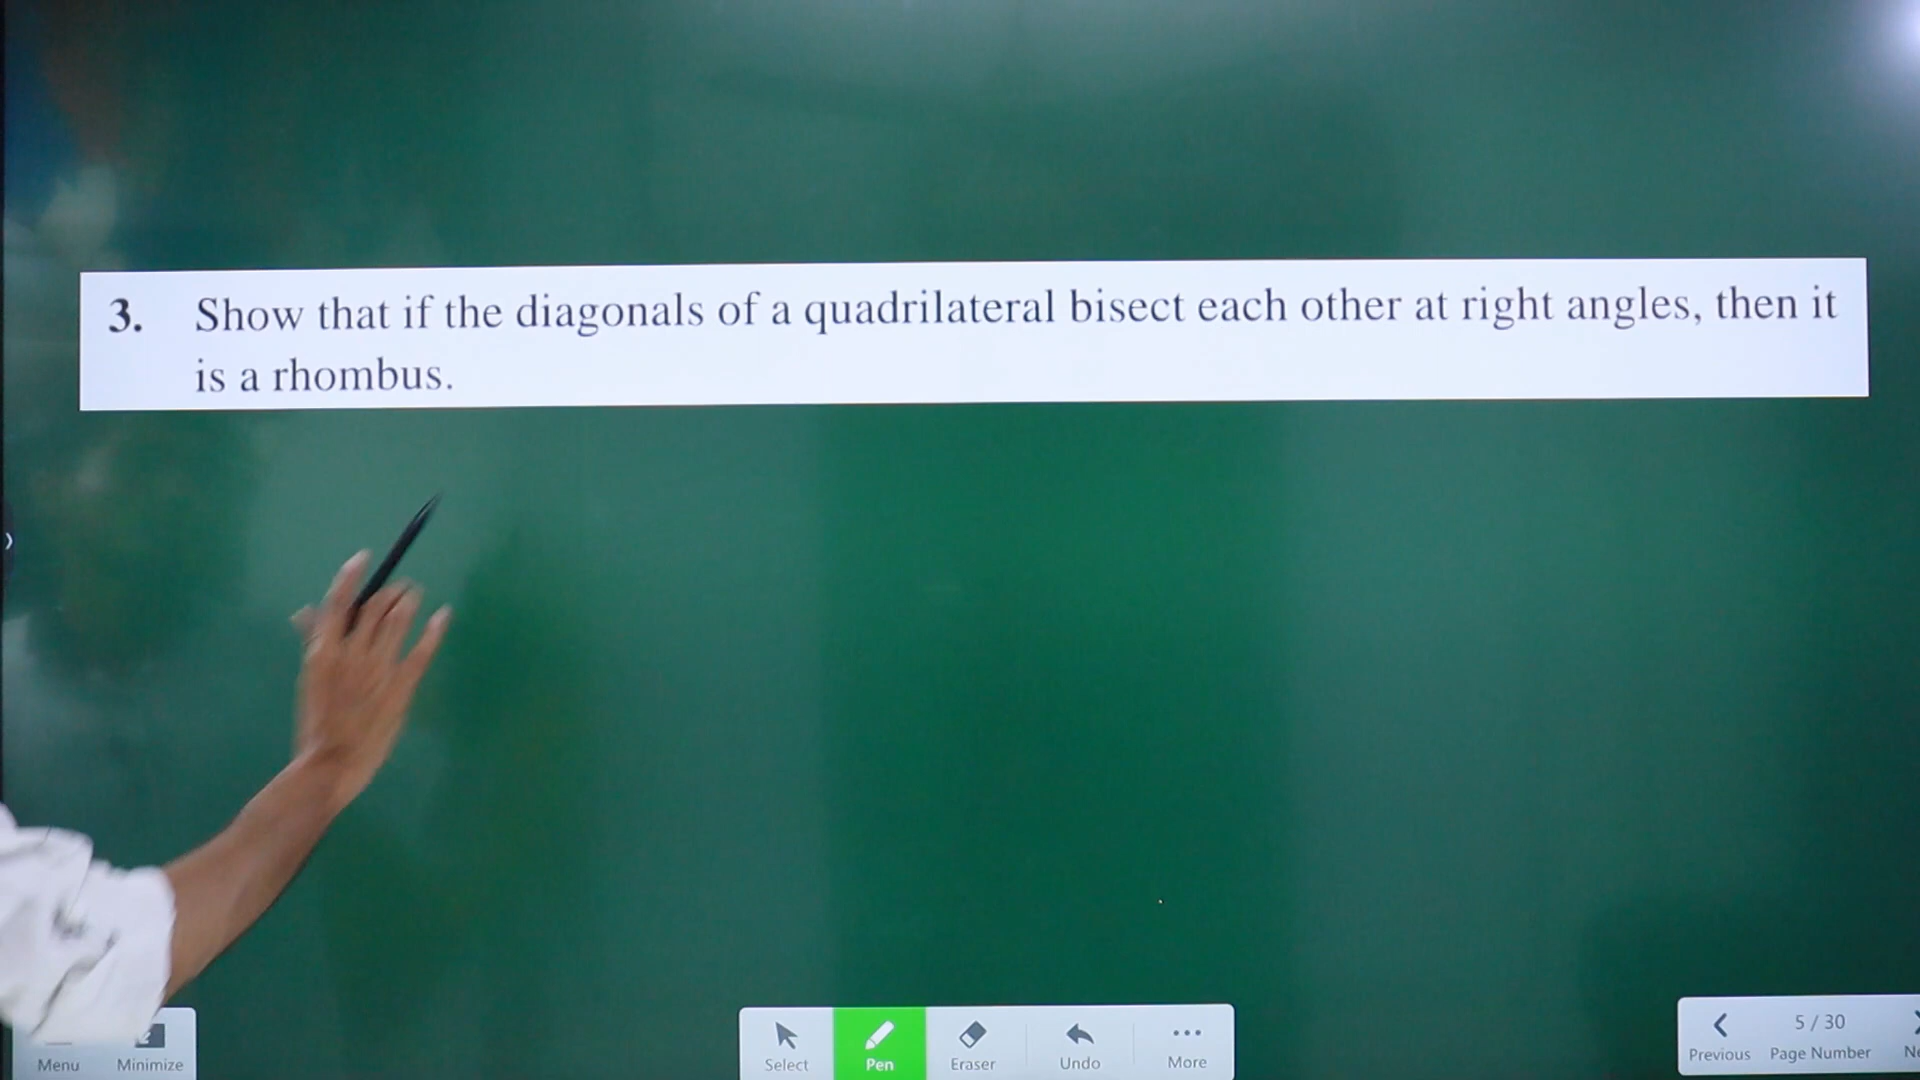 3. Show that if the diagonals of a quadrilateral bisect each other at right angles, then it
is a rhombus.
Menu
Minimize
Select
Pen
Eraser
Undo
More
5 / 30
Previous
Page Number